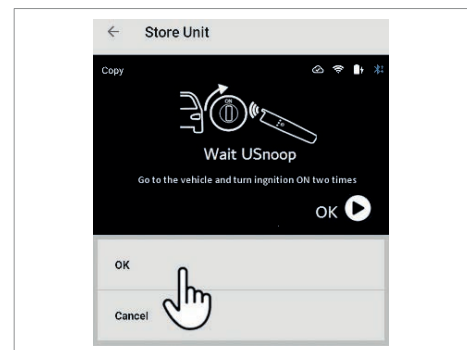 ← Store Unit
Copy
ON
Wait USnoop
Go to the vehicle and turn ingnition ON two times
OK
OK
Cancel